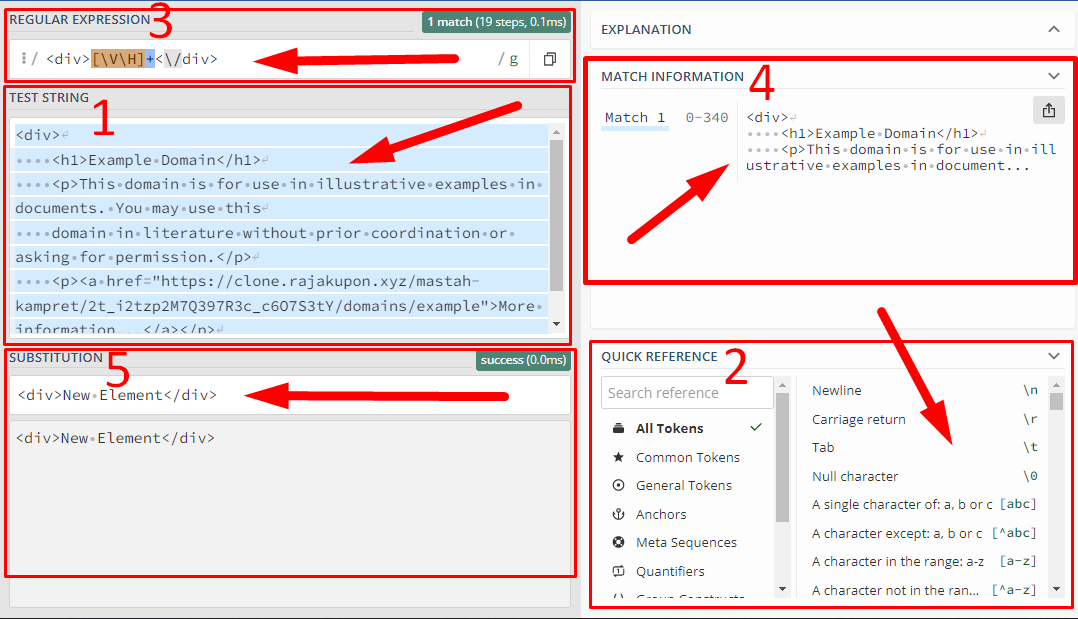 REGULAR EXPRESSION
3
1 match (19 steps, 0.1ms)
/ <div>[\V\H]+<\/div>
/ g
TEST STRING
1
<div>↵
····<h1>Example·Domain</h1>↵
····<p>This·domain·is·for·use·in·illustrative·examples·in·
documents.·You·may·use·this↵
····domain·in·literature·without·prior·coordination·or·
asking·for·permission.</p>↵
····<p><a·href="https://clone.rajakupon.xyz/mastah-
kampret/2t_i2tzp2M7Q397R3c_c6O7S3tY/domains/example">More·
information...</a></p>↵
SUBSTITUTION
5
success (0.0ms)
<div>New·Element</div>
<div>New·Element</div>
EXPLANATION
MATCH INFORMATION
4
Match 1
0-340
<div>↵
····<h1>Example·Domain</h1>↵
····<p>This·domain·is·for·use·in·ill
ustrative·examples·in·document...
QUICK REFERENCE
2
Search reference
All Tokens
Common Tokens
General Tokens
Anchors
Meta Sequences
Quantifiers
Group Constructs
Newline \n
Carriage return \r
Tab \t
Null character \0
A single character of: a, b or c [abc]
A character except: a, b or c [^abc]
A character in the range: a-z [a-z]
A character not in the ran... [^a-z]